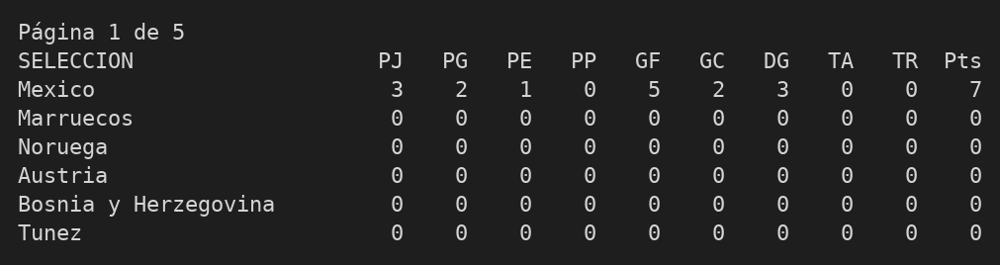 Página 1 de 5
SELECCION PJ PG PE PP GF GC DG TA TR Pts
Mexico 3 2 1 0 5 2 3 0 0 7
Marruecos 0 0 0 0 0 0 0 0 0 0
Noruega 0 0 0 0 0 0 0 0 0 0
Austria 0 0 0 0 0 0 0 0 0 0
Bosnia y Herzegovina 0 0 0 0 0 0 0 0 0 0
Tunez 0 0 0 0 0 0 0 0 0 0